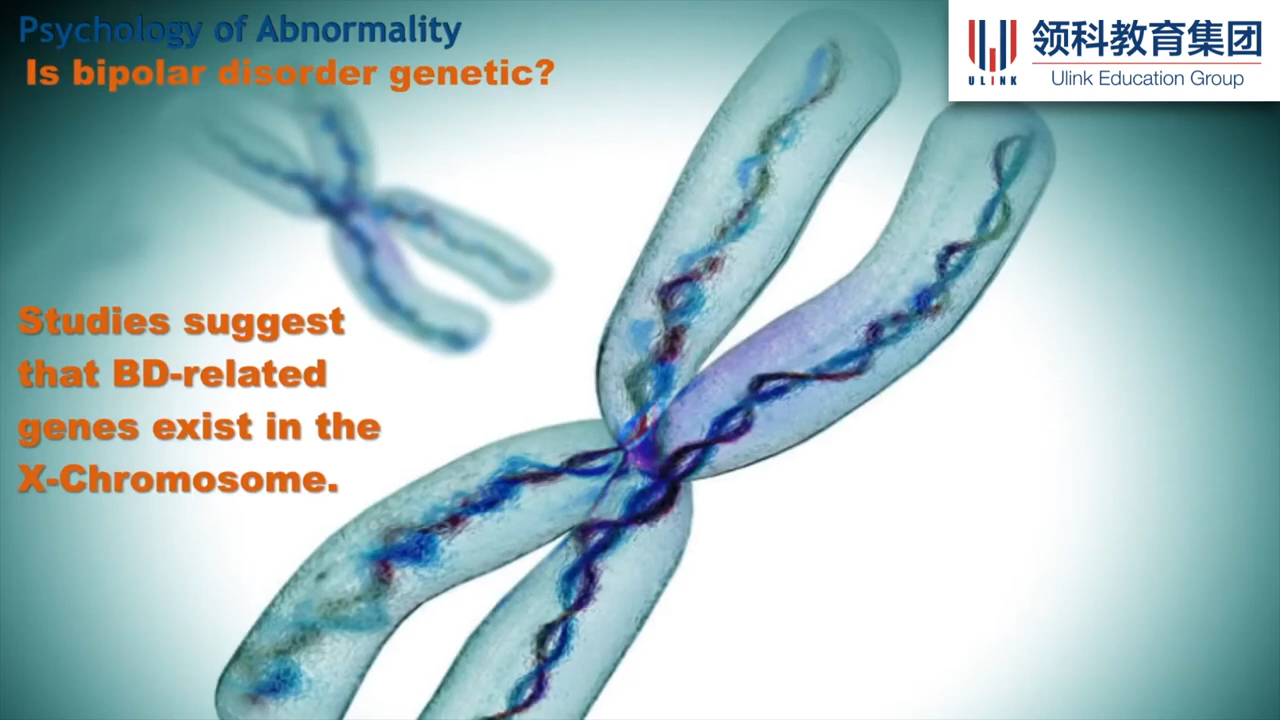 Psychology of Abnormality
Is bipolar disorder genetic?
ULINK
领科教育集团
Ulink Education Group
Studies suggest
that BD-related
genes exist in the
X-Chromosome.